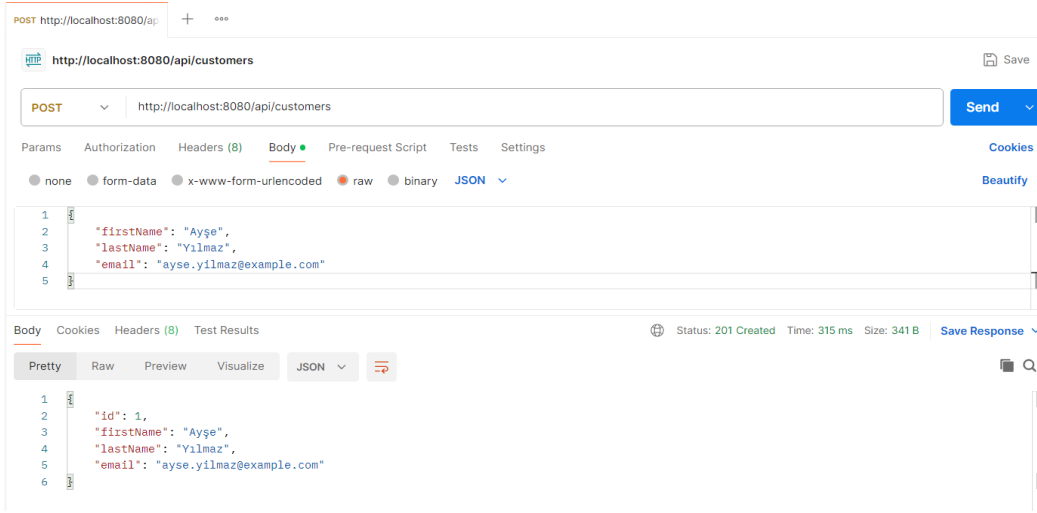 POST http://localhost:8080/ap
HTTP http://localhost:8080/api/customers Save
POST http://localhost:8080/api/customers Send
Params Authorization Headers (8) Body Pre-request Script Tests Settings Cookies
none form-data x-www-form-urlencoded raw binary JSON Beautify
1 {
2 "firstName": "Ayşe",
3 "lastName": "Yılmaz",
4 "email": "ayse.yilmaz@example.com"
5 }
Body Cookies Headers (8) Test Results Status: 201 Created Time: 315 ms Size: 341 B Save Response
Pretty Raw Preview Visualize JSON
1 {
2 "id": 1,
3 "firstName": "Ayşe",
4 "lastName": "Yılmaz",
5 "email": "ayse.yilmaz@example.com"
6 }